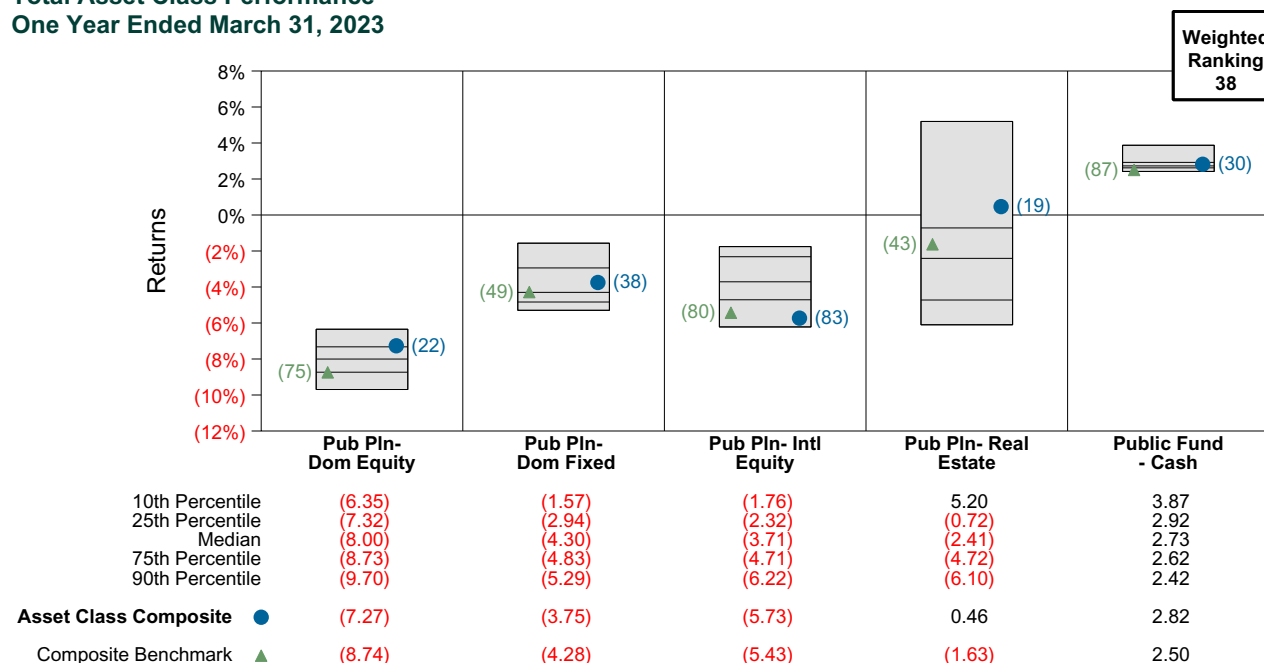 One Year Ended March 31, 2023
Weighted
Ranking
38
8%
6%
4%
2%
0%
(2%)
(4%)
(6%)
(8%)
(10%)
(12%)
Returns
(75) (22)
(49) (38)
(80) (83)
(43) (19)
(87) (30)
Pub Pln-
Dom Equity
Pub Pln-
Dom Fixed
Pub Pln- Intl
Equity
Pub Pln- Real
Estate
Public Fund
- Cash
10th Percentile (6.35) (1.57) (1.76) 5.20 3.87
25th Percentile (7.32) (2.94) (2.32) (0.72) 2.92
Median (8.00) (4.30) (3.71) (2.41) 2.73
75th Percentile (8.73) (4.83) (4.71) (4.72) 2.62
90th Percentile (9.70) (5.29) (6.22) (6.10) 2.42
Asset Class Composite (7.27) (3.75) (5.73) 0.46 2.82
Composite Benchmark (8.74) (4.28) (5.43) (1.63) 2.50